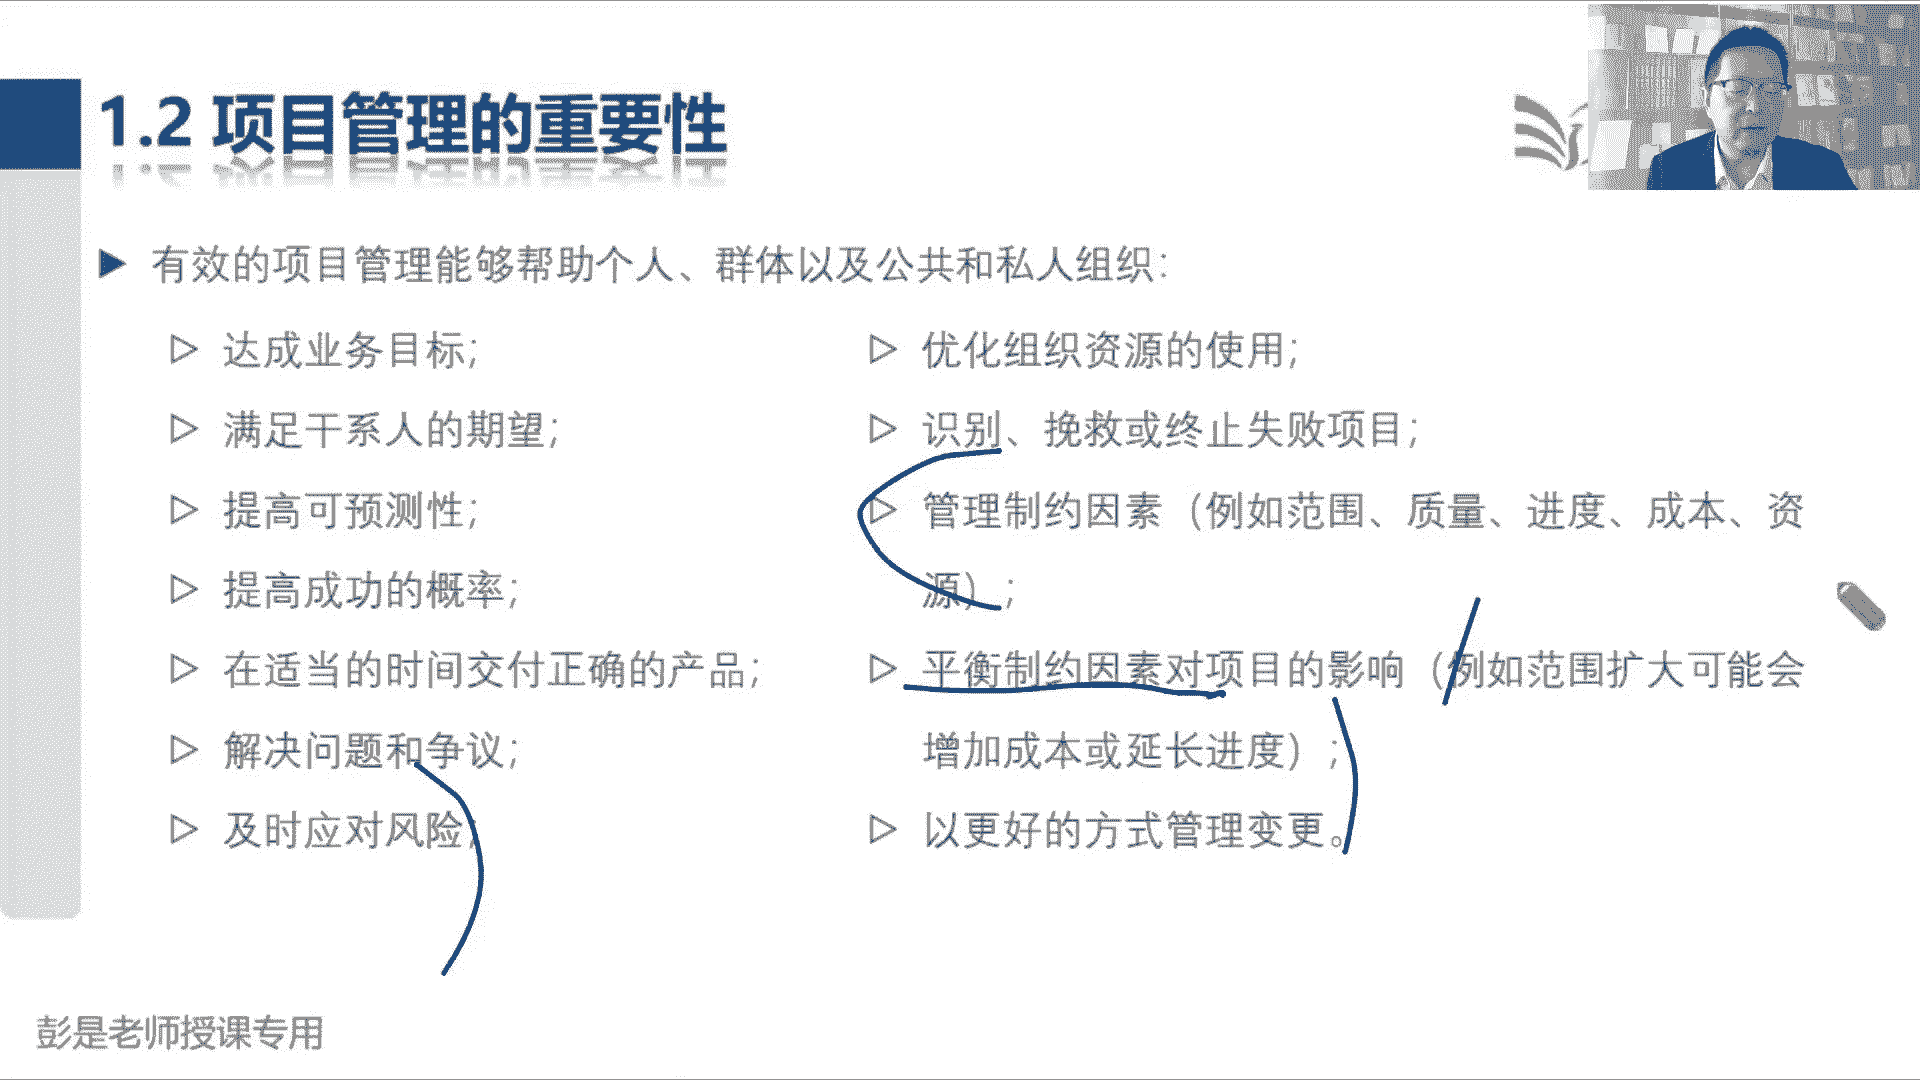 1.2 项目管理的重要性
有效的项目管理能够帮助个人、群体以及公共和私人组织：
达成业务目标；
满足干系人的期望；
提高可预测性；
提高成功的概率；
在适当的时间交付正确的产品；
解决问题和争议；
及时应对风险；
优化组织资源的使用；
识别、挽救或终止失败项目；
管理制约因素（例如范围、质量、进度、成本、资
源）；
平衡制约因素对项目的影响（例如范围扩大可能会
增加成本或延长进度）；
以更好的方式管理变更。
彭是老师授课专用